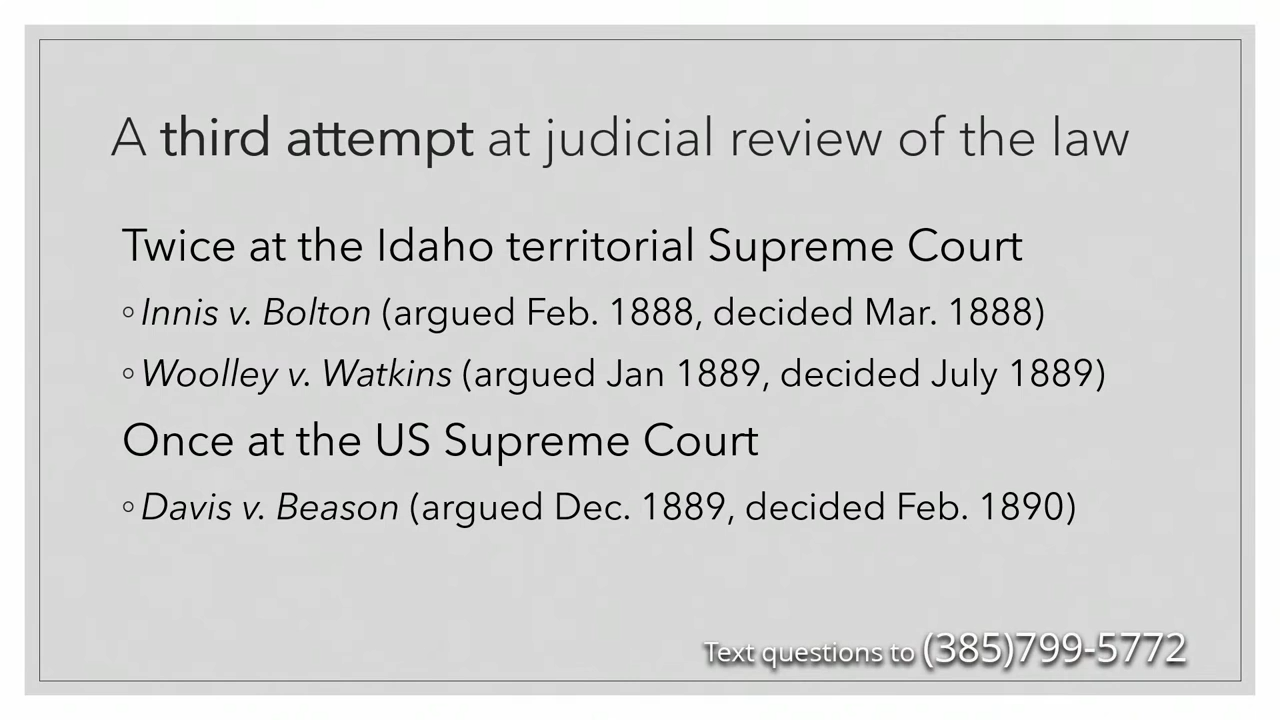 A third attempt at judicial review of the law
Twice at the Idaho territorial Supreme Court
◦Innis v. Bolton (argued Feb. 1888, decided Mar. 1888)
◦Woolley v. Watkins (argued Jan 1889, decided July 1889)
Once at the US Supreme Court
◦Davis v. Beason (argued Dec. 1889, decided Feb. 1890)
Text questions to (385)799-5772